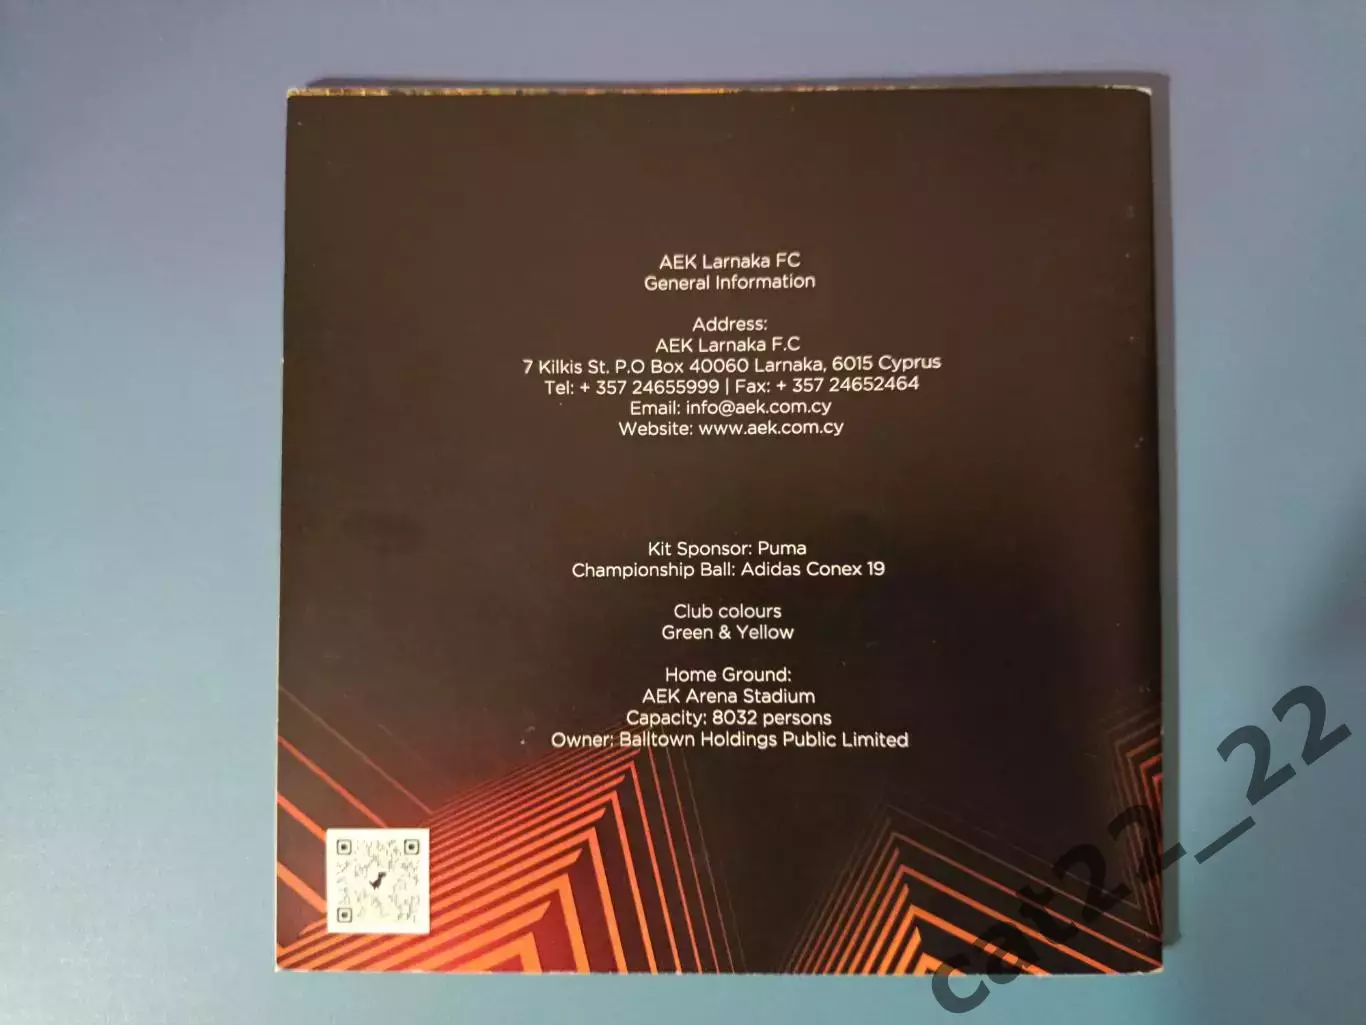 AEK Larnaka FC
General Information
Address:
AEK Larnaka F.C
7 Kilkis St. P.O Box 40060 Larnaka, 6015 Cyprus
Tel: + 357 24655999 | Fax: + 357 24652464
Email: info@aek.com.cy
Website: www.aek.com.cy
Kit Sponsor: Puma
Championship Ball: Adidas Conex 19
Club colours
Green & Yellow
Home Ground:
AEK Arena Stadium
Capacity: 8032 persons
Owner: Balltown Holdings Public Limited
cat22_22